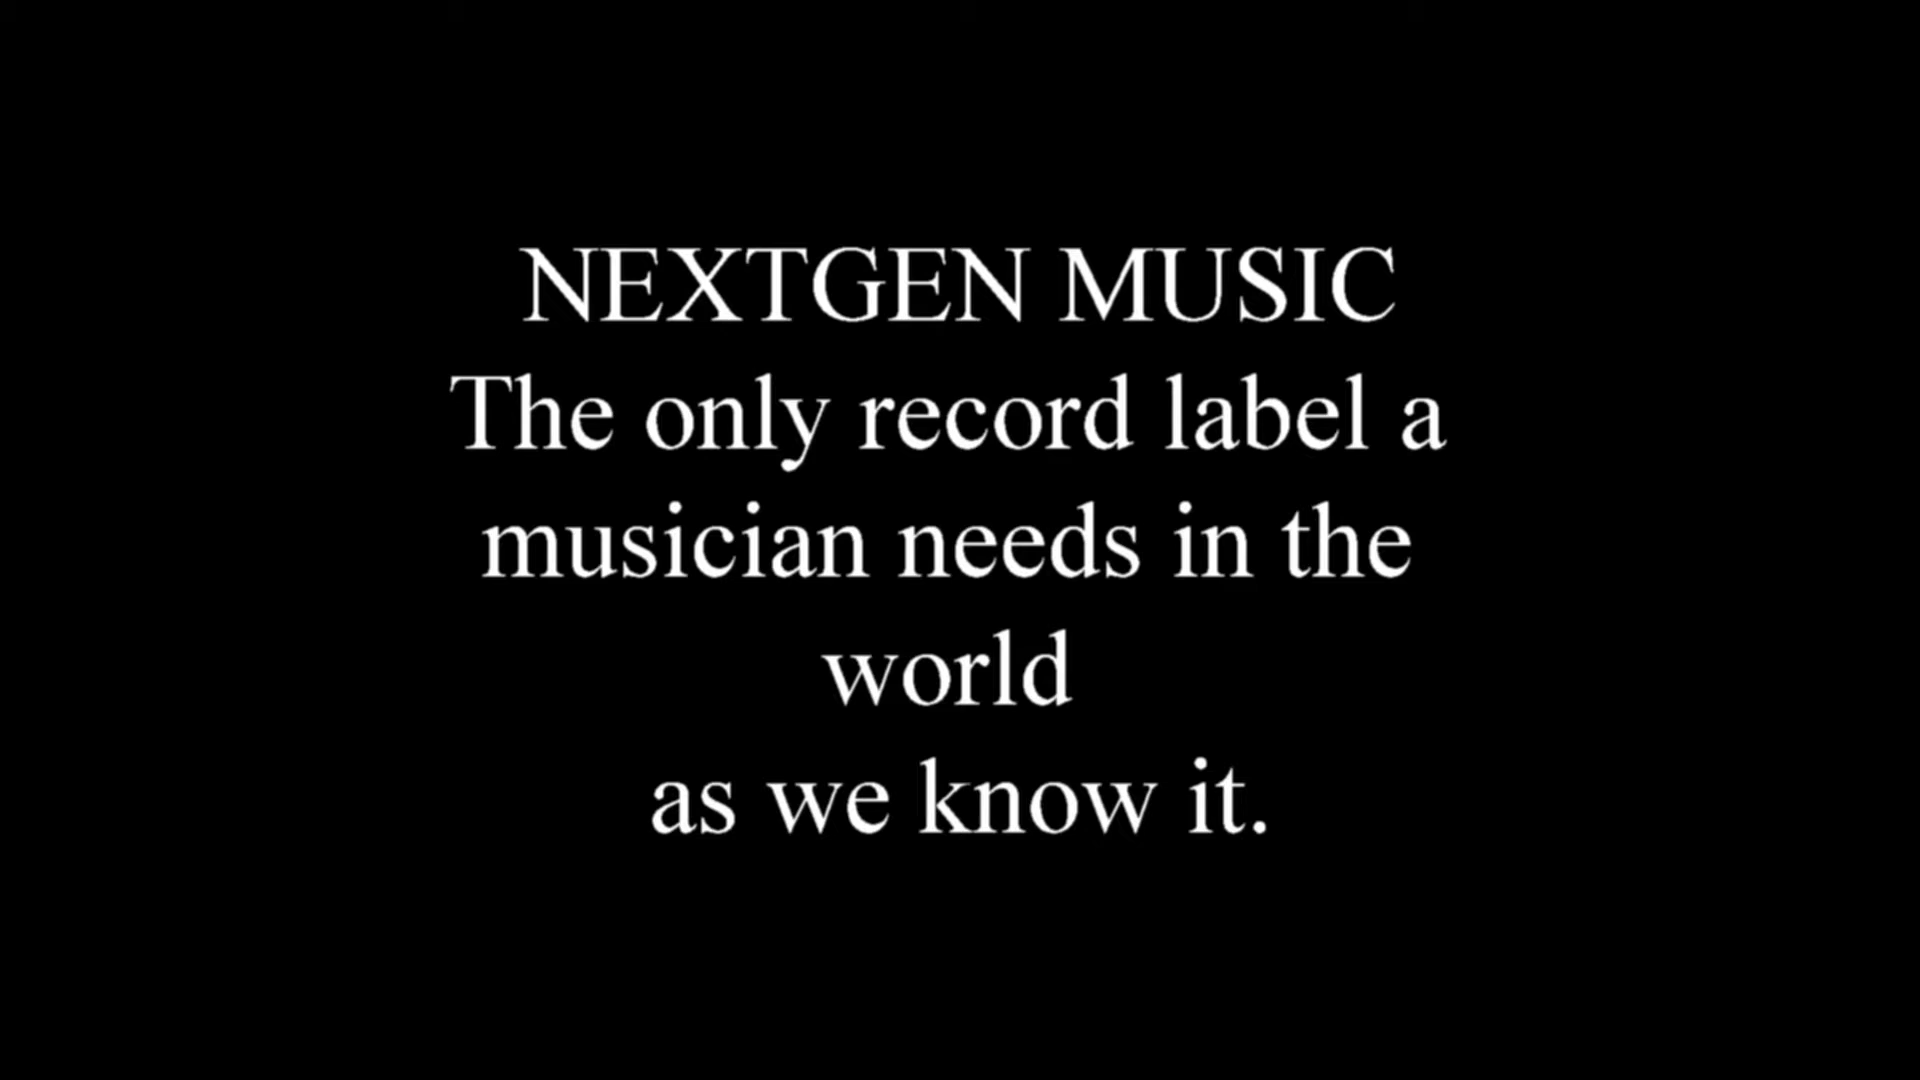 NEXTGEN MUSIC
The only record label a
musician needs in the
world
as we know it.